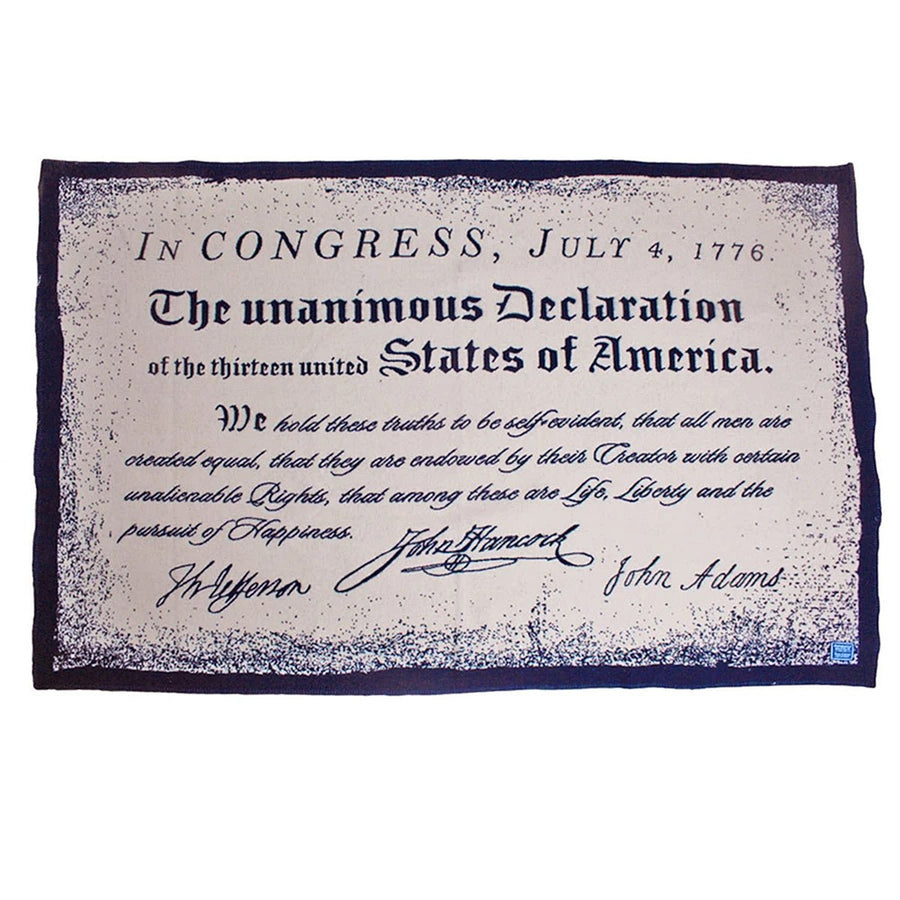 IN CONGRESS, JULY 4, 1776.
The unanimous Declaration
of the thirteen united States of America.
We hold these truths to be self-evident, that all men are
created equal, that they are endowed by their Creator with certain
unalienable Rights, that among these are Life, Liberty and the
pursuit of Happiness.
John Hancock
Th Jefferson
John Adams